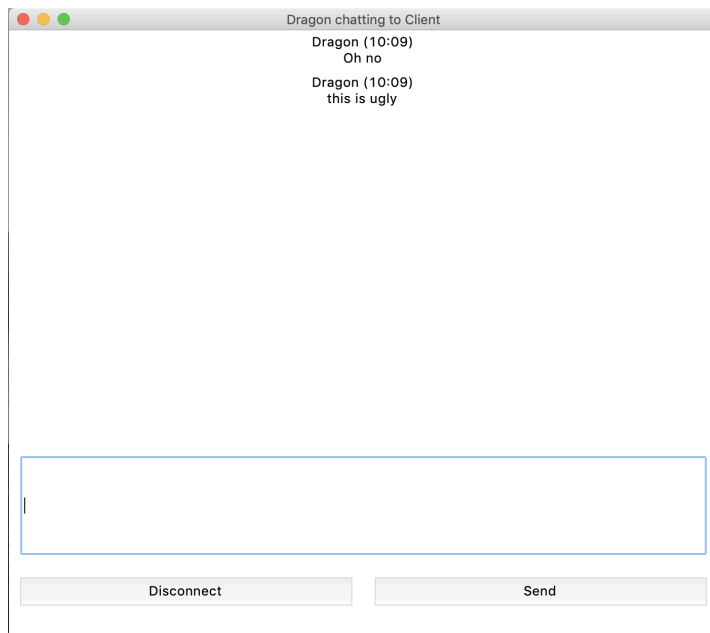 Dragon chatting to Client
Dragon (10:09)
Oh no
Dragon (10:09)
this is ugly
Disconnect
Send